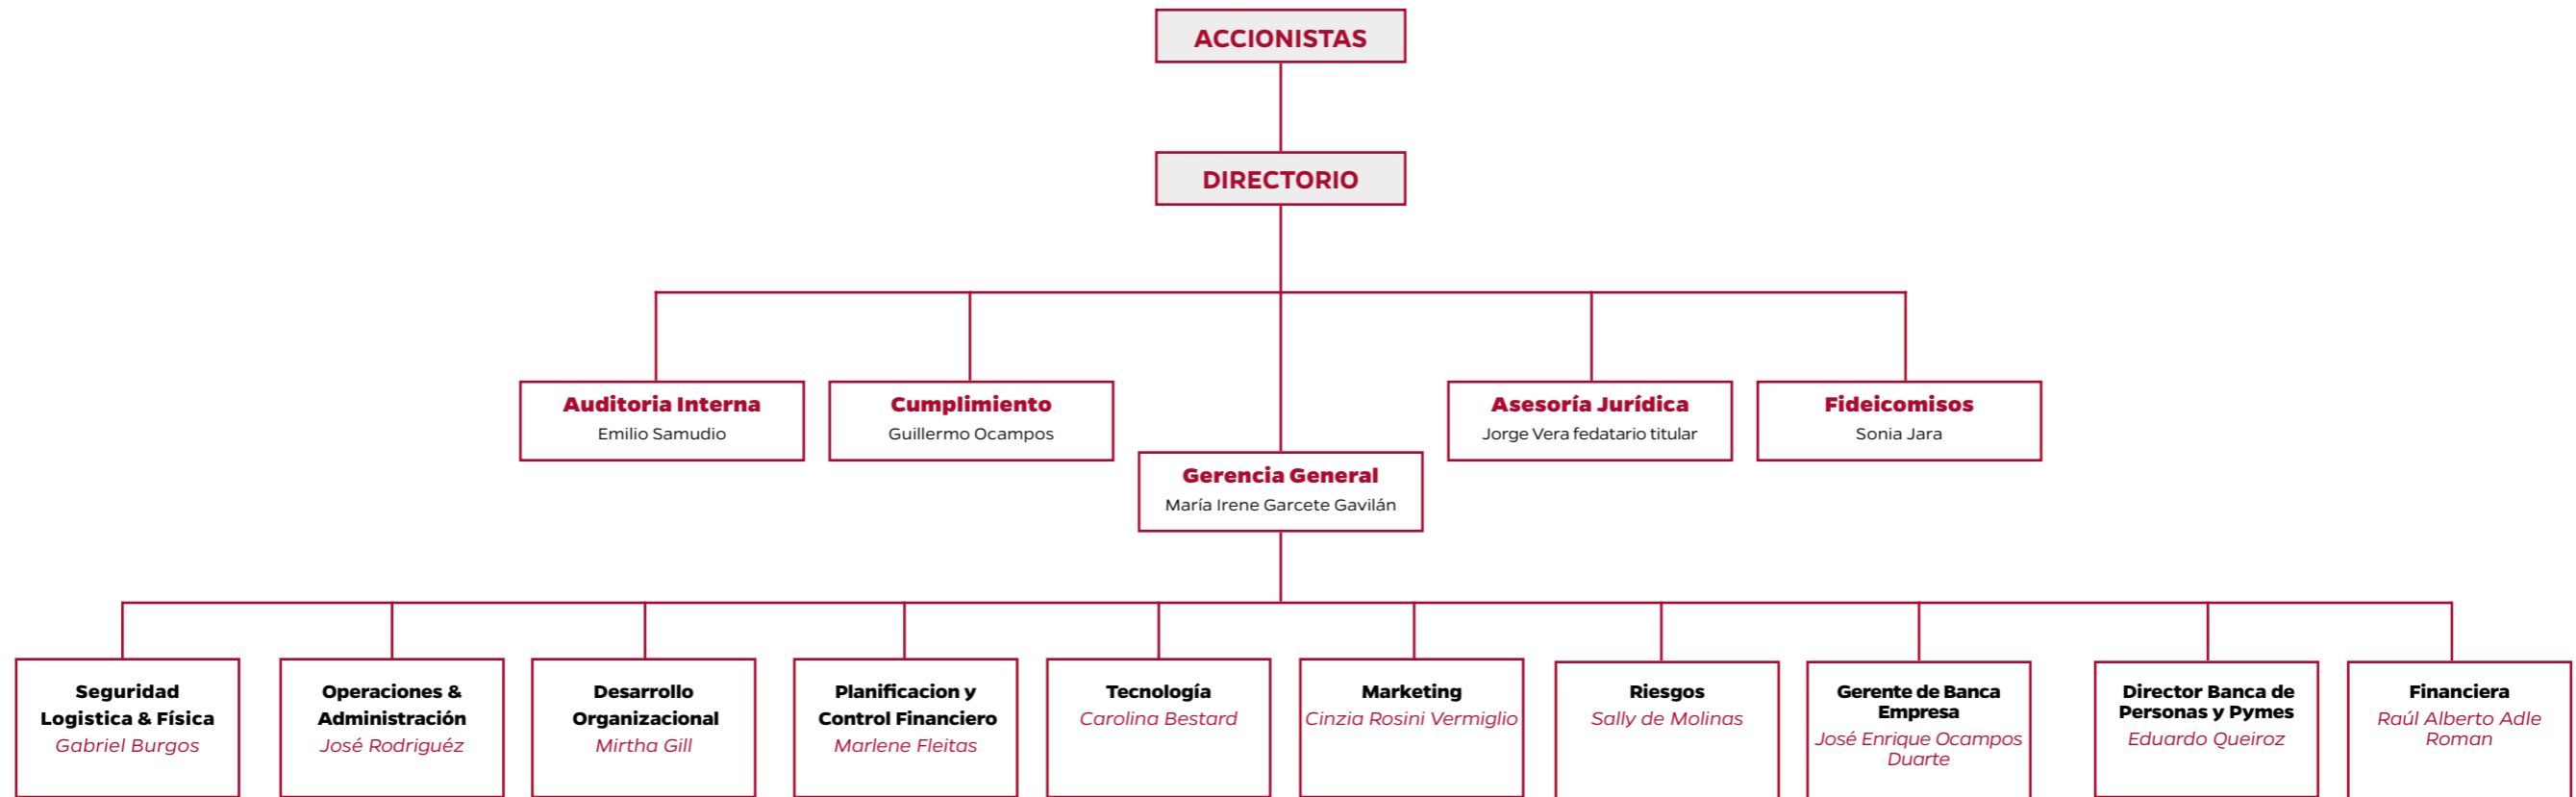 ACCIONISTAS
DIRECTORIO
Auditoria Interna
Emilio Samudio
Cumplimiento
Guillermo Ocampos
Asesoría Jurídica
Jorge Vera fedatario titular
Fideicomisos
Sonia Jara
Gerencia General
María Irene Garcete Gavilán
Seguridad
Logistica & Física
Gabriel Burgos
Operaciones &
Administración
José Rodriguéz
Desarrollo
Organizacional
Mirtha Gill
Planificacion y
Control Financiero
Marlene Fleitas
Tecnología
Carolina Bestard
Marketing
Cinzia Rosini Vermiglio
Riesgos
Sally de Molinas
Gerente de Banca
Empresa
José Enrique Ocampos
Duarte
Director Banca de
Personas y Pymes
Eduardo Queiroz
Financiera
Raúl Alberto Adle
Roman